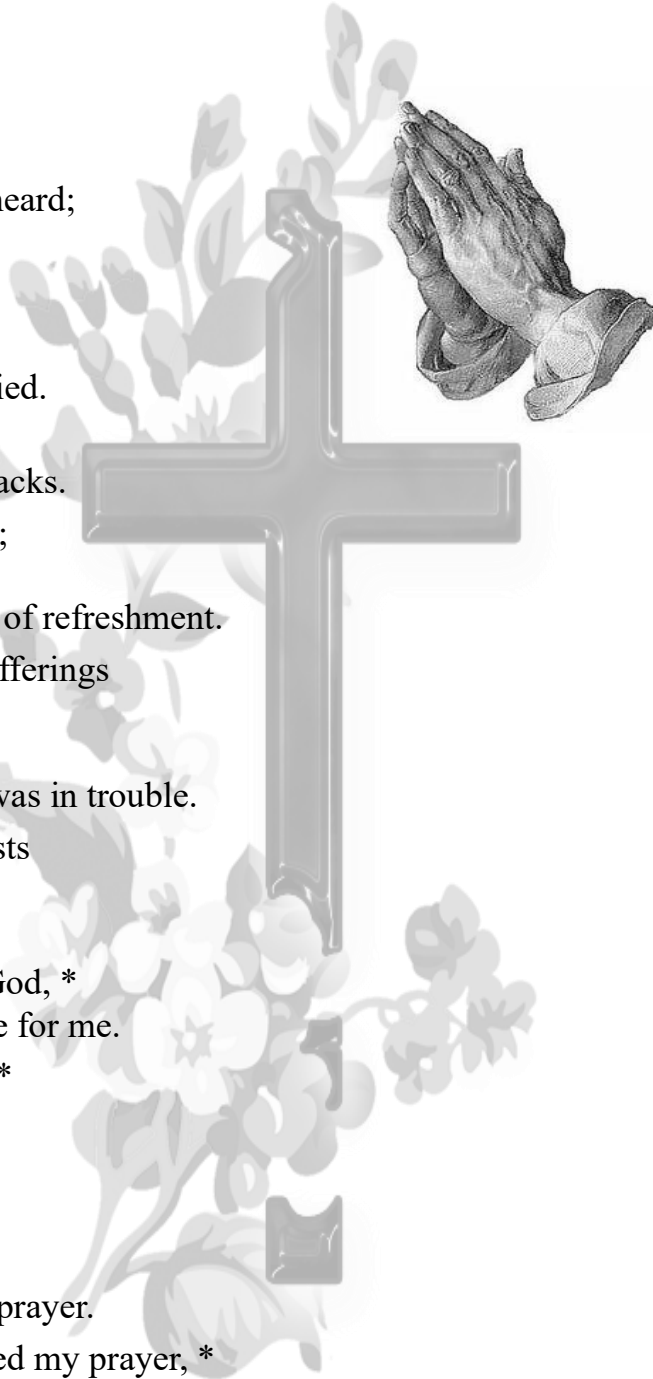 heard;
ied.
acks.
;
of refreshment.
fferings
was in trouble.
sts
God, *
e for me.
*
prayer.
ed my prayer, *